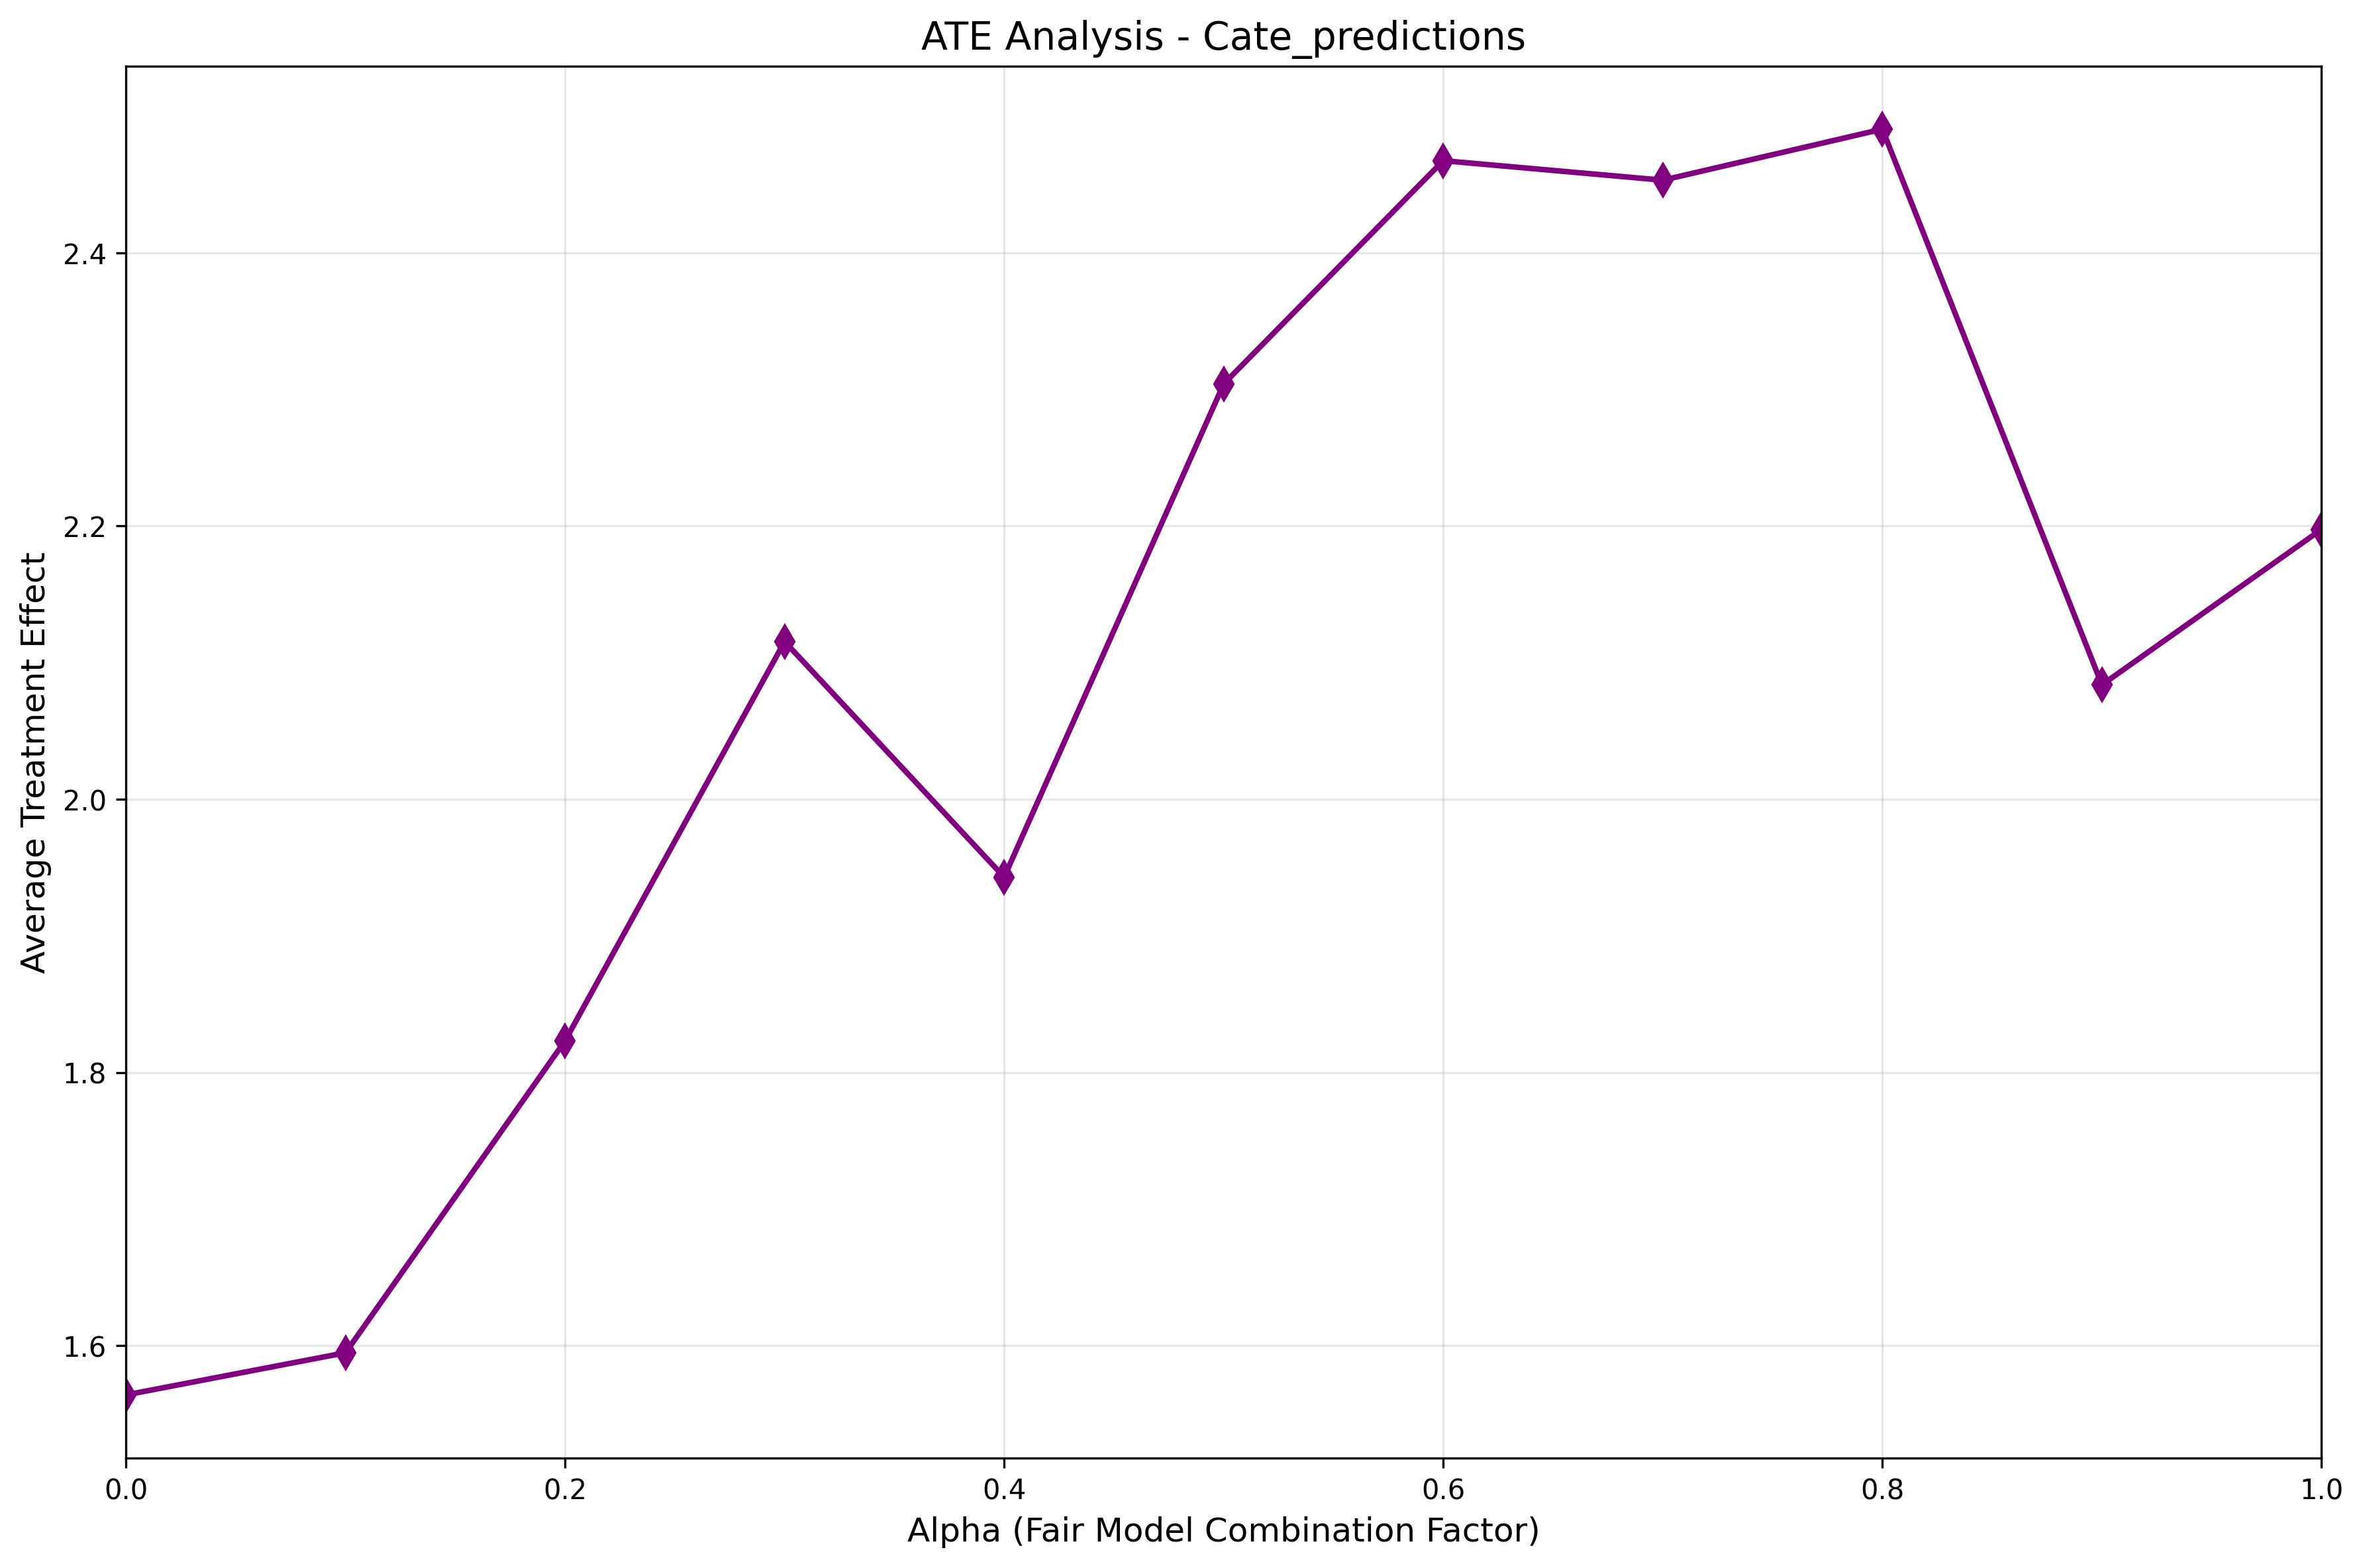 ATE Analysis - Cate_predictions
Average Treatment Effect
2.4
2.2
2.0
1.8
1.6
0.0 0.2 0.4 0.6 0.8 1.0
Alpha (Fair Model Combination Factor)